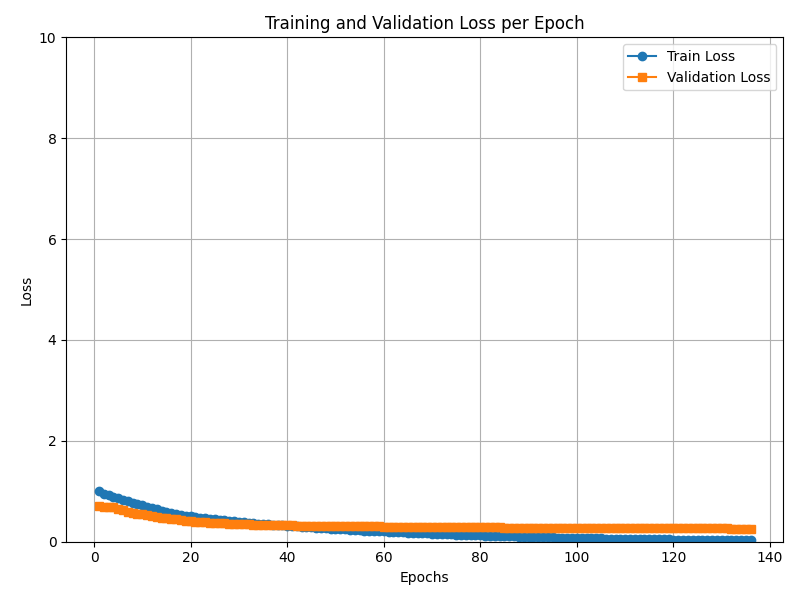 Training and Validation Loss per Epoch
10
8
6
4
2
0
Loss
Train Loss
Validation Loss
0 20 40 60 80 100 120 140
Epochs